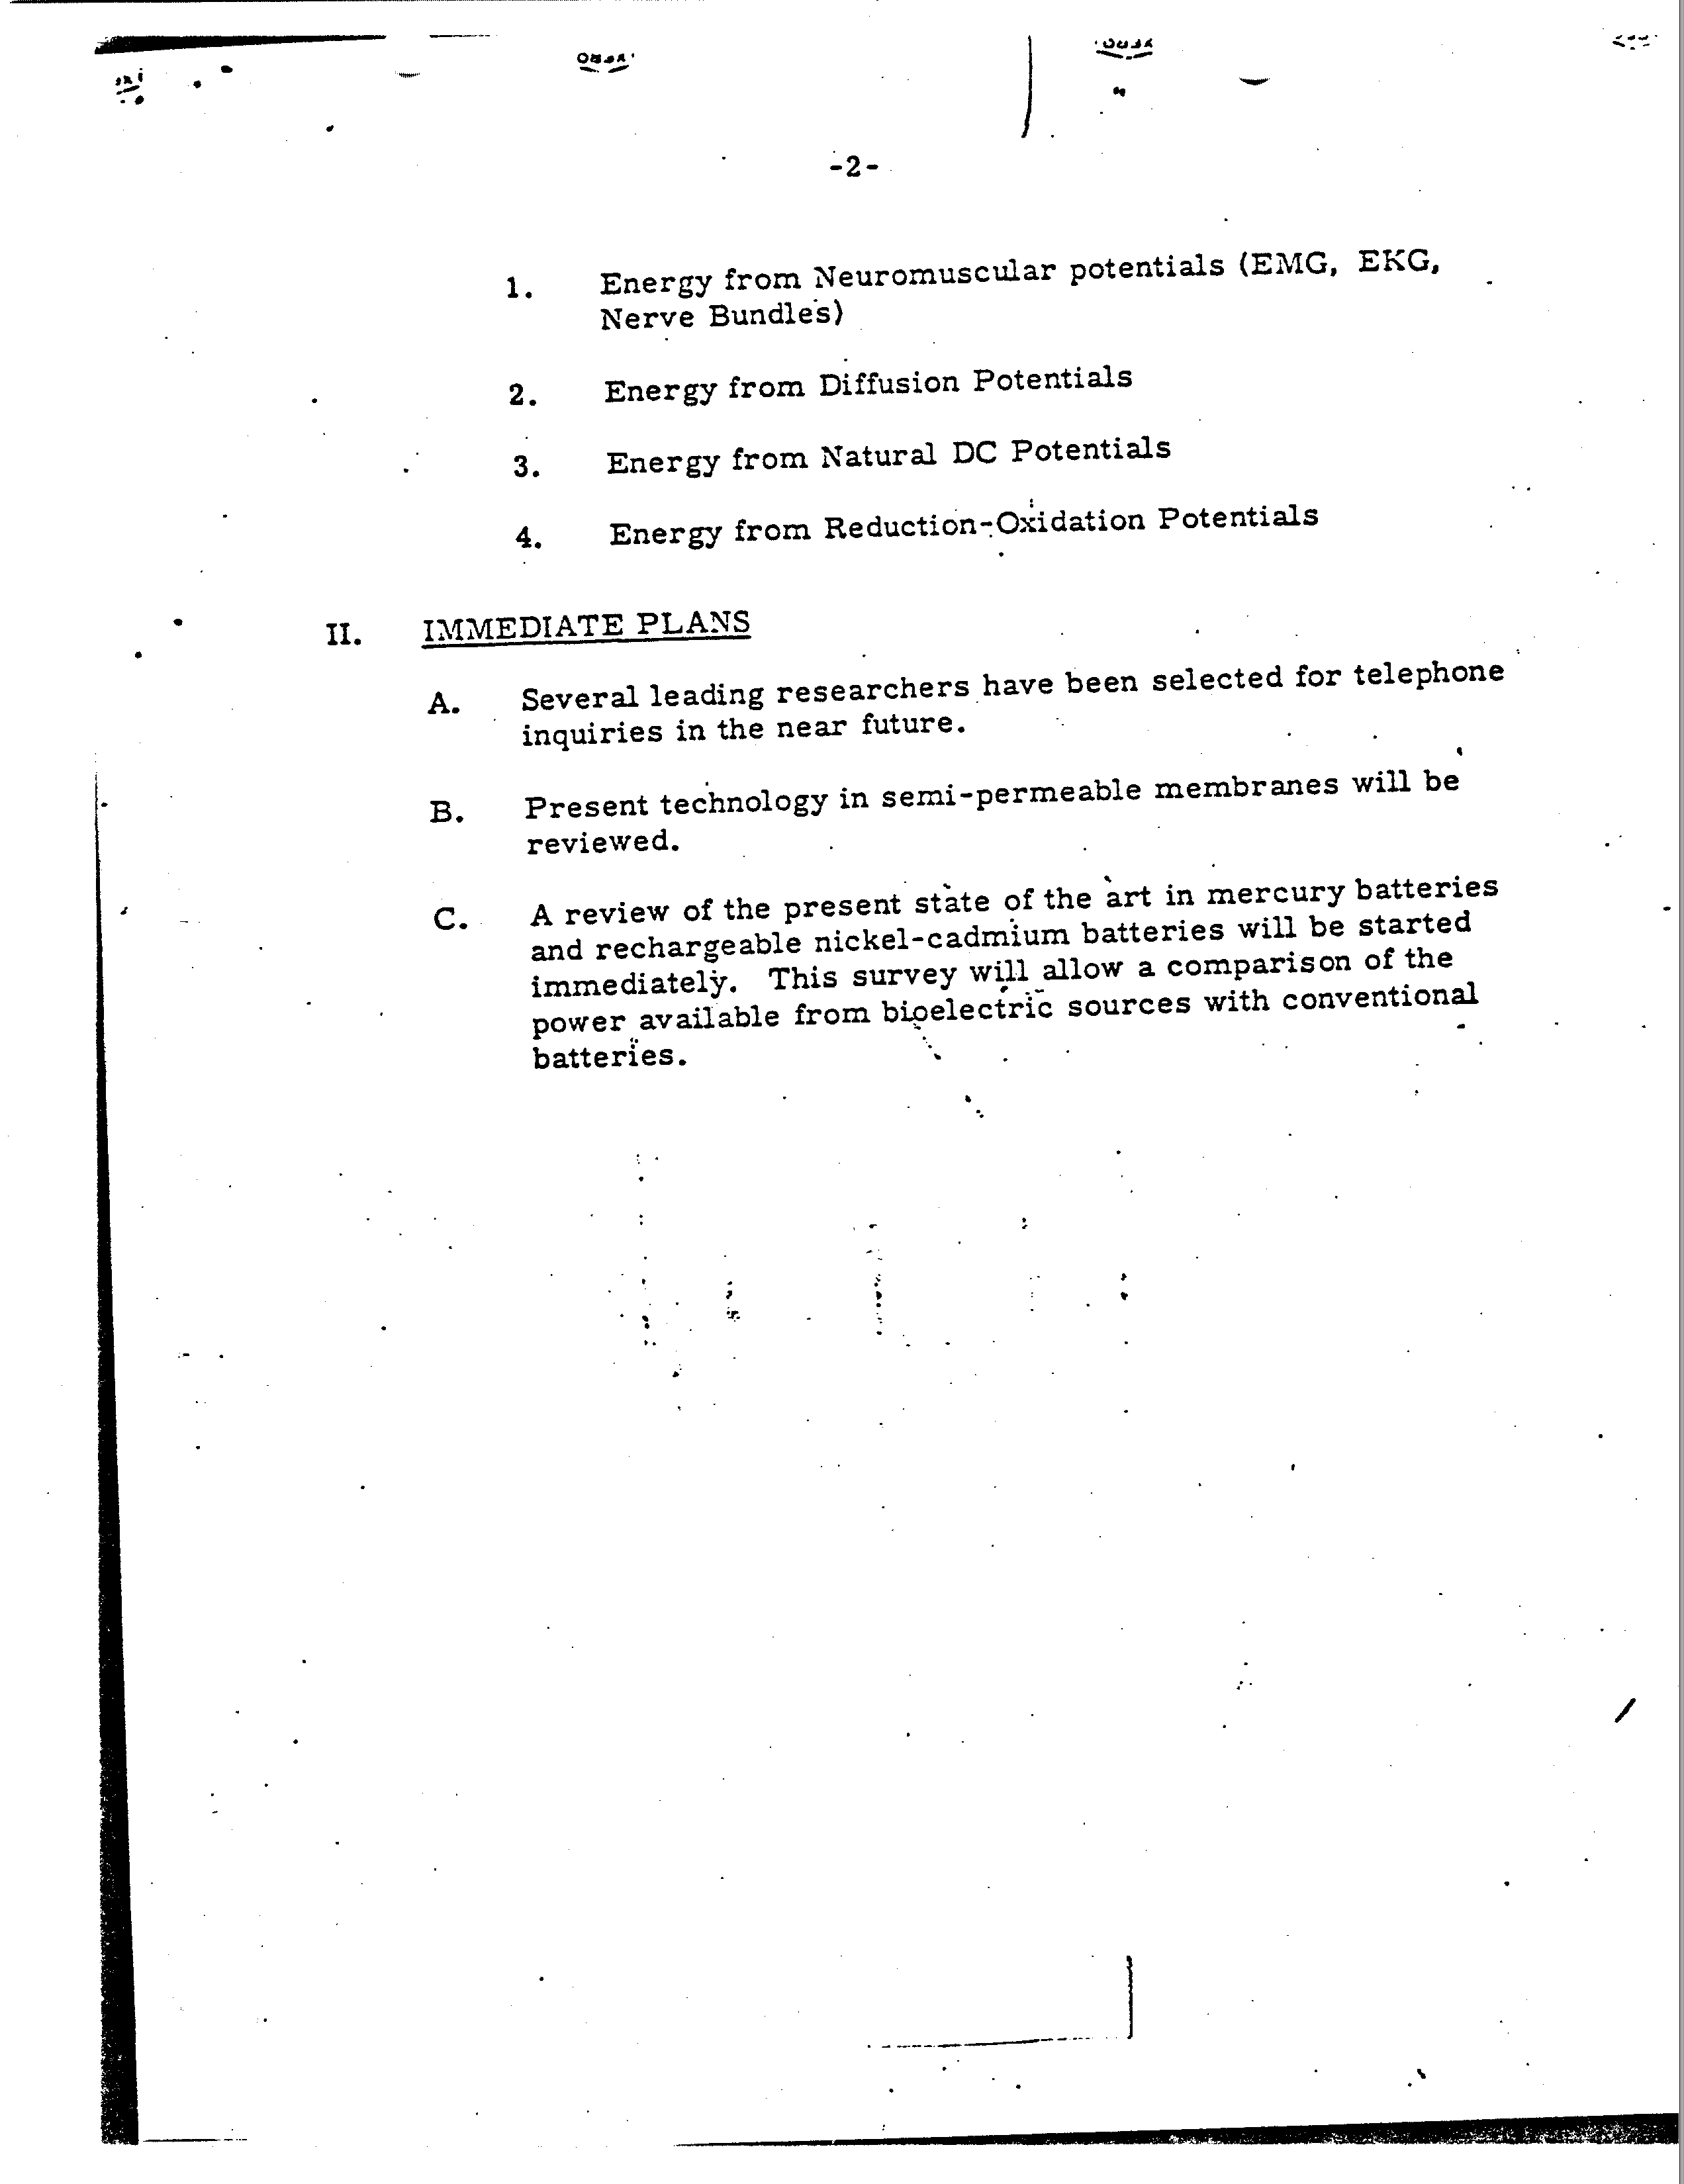 -2-
1. Energy from Neuromuscular potentials (EMG, EKG,
Nerve Bundles)
2. Energy from Diffusion Potentials
3. Energy from Natural DC Potentials
4. Energy from Reduction-Oxidation Potentials
II. IMMEDIATE PLANS
A. Several leading researchers have been selected for telephone
inquiries in the near future.
B. Present technology in semi-permeable membranes will be
reviewed.
C. A review of the present state of the art in mercury batteries
and rechargeable nickel-cadmium batteries will be started
immediately. This survey will allow a comparison of the
power available from bioelectric sources with conventional
batteries.